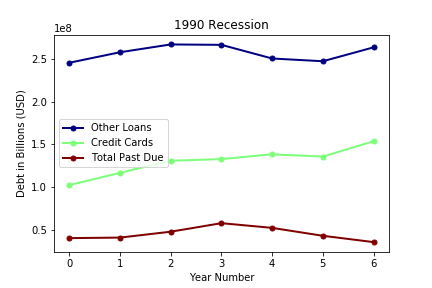 1990 Recession
1e8
Debt in Billions (USD)
2.5
2.0
1.5
1.0
0.5
Other Loans
Credit Cards
Total Past Due
0 1 2 3 4 5 6
Year Number